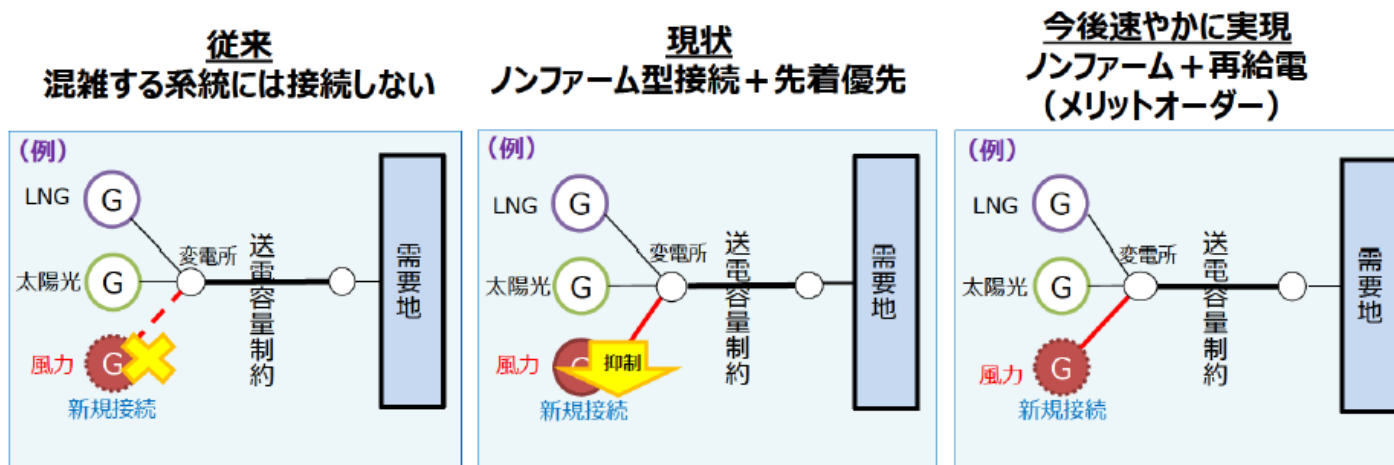 従来
混雑する系統には接続しない
(例)
LNG
G
太陽光
G
風力
G
新規接続
変電所
送電容量制約
需要地
現状
ノンファーム型接続+先着優先
(例)
LNG
G
太陽光
G
風力
G
抑制
新規接続
変電所
送電容量制約
需要地
今後速やかに実現
ノンファーム+再給電
(メリットオーダー)
(例)
LNG
G
太陽光
G
風力
G
新規接続
変電所
送電容量制約
需要地